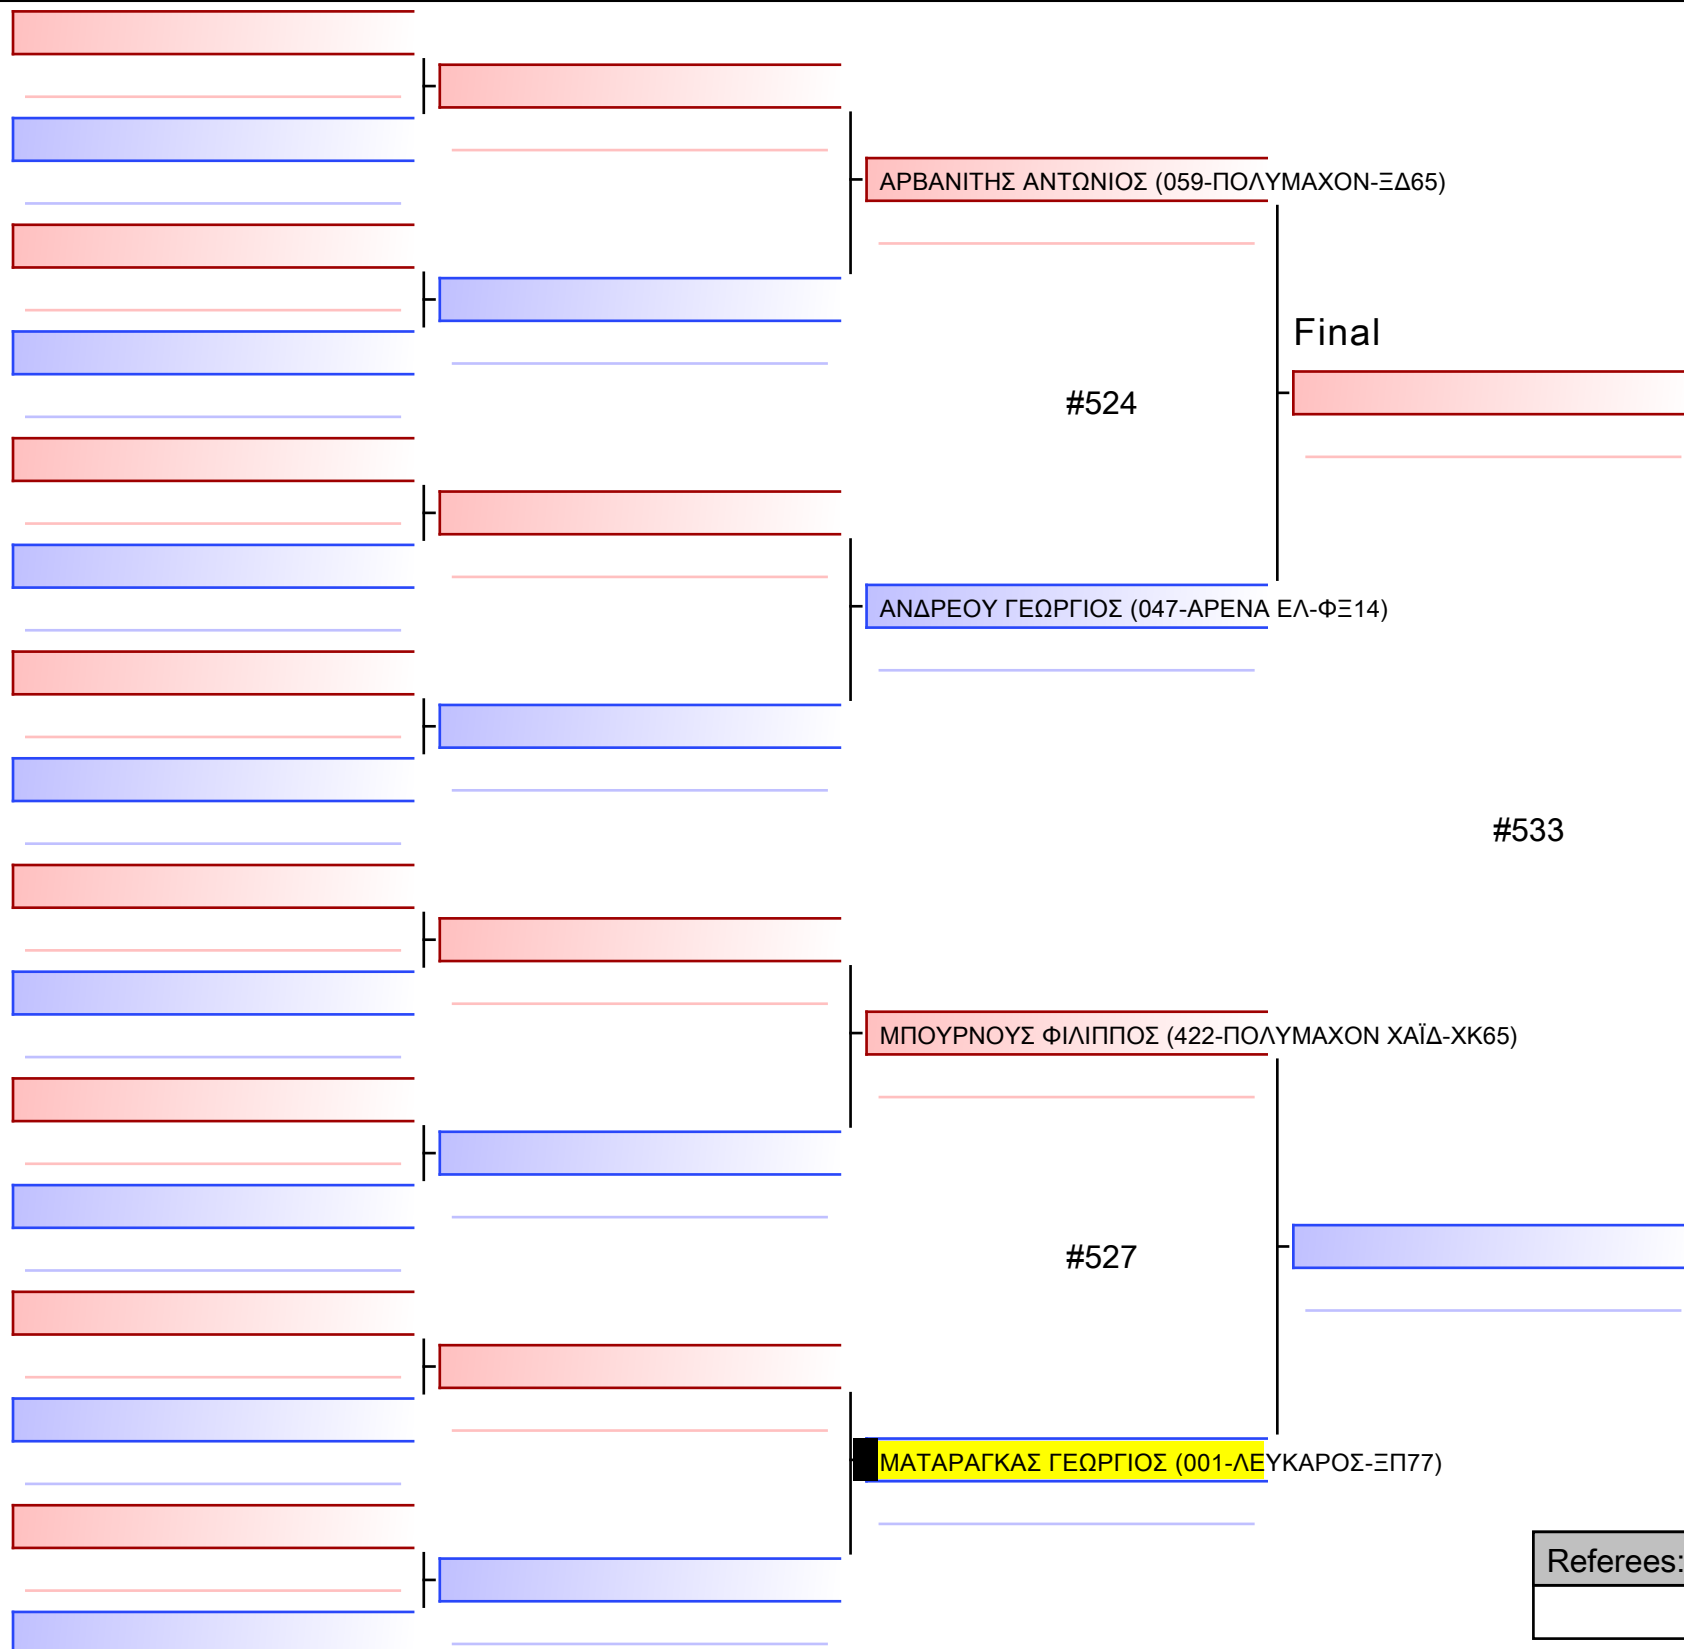 ΑΡΒΑΝΙΤΗΣ ΑΝΤΩΝΙΟΣ (059-ΠΟΛΥΜΑΧΟΝ-ΞΔ65)
Final
#524
ΑΝΔΡΕΟΥ ΓΕΩΡΓΙΟΣ (047-ΑΡΕΝΑ ΕΛ-ΦΞ14)
#533
ΜΠΟΥΡΝΟΥΣ ΦΙΛΙΠΠΟΣ (422-ΠΟΛΥΜΑΧΟΝ ΧΑΪΔ-ΧΚ65)
#527
ΜΑΤΑΡΑΓΚΑΣ ΓΕΩΡΓΙΟΣ (001-ΛΕΥΚΑΡΟΣ-ΞΠ77)
Referees: